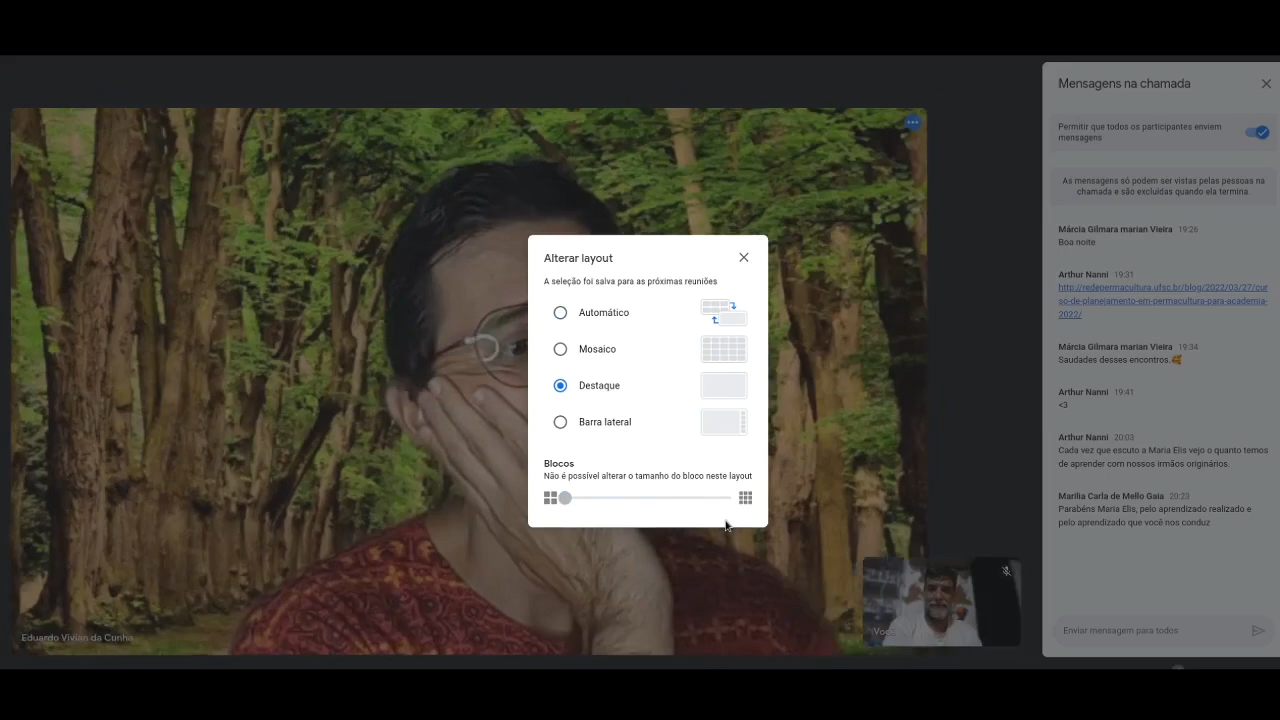 Mensagens na chamada
Permitir que todos os participantes enviem
mensagens
As mensagens só podem ser vistas pelas pessoas na
chamada e são excluídas quando ela termina.
Márcia Gilmara marian Vieira 19:26
Boa noite
Arthur Nanni 19:31
http://redepermacultura.ufsc.br/blog/2022/03/27/cur
so-de-planejamento-em-permacultura-para-academia-
2022/
Márcia Gilmara marian Vieira 19:34
Saudades desses encontros.🥰
Arthur Nanni 19:41
<3
Arthur Nanni 20:03
Cada vez que escuto a Maria Elis vejo o quanto temos
de aprender com nossos irmãos originários.
Marilia Carla de Mello Gaia 20:23
Parabéns Maria Elis, pelo aprendizado realizado e
pelo aprendizado que você nos conduz
Enviar mensagem para todos
Alterar layout
A seleção foi salva para as próximas reuniões
Automático
Mosaico
Destaque
Barra lateral
Blocos
Não é possível alterar o tamanho do bloco neste layout
Eduardo Vivian da Cunha
Você